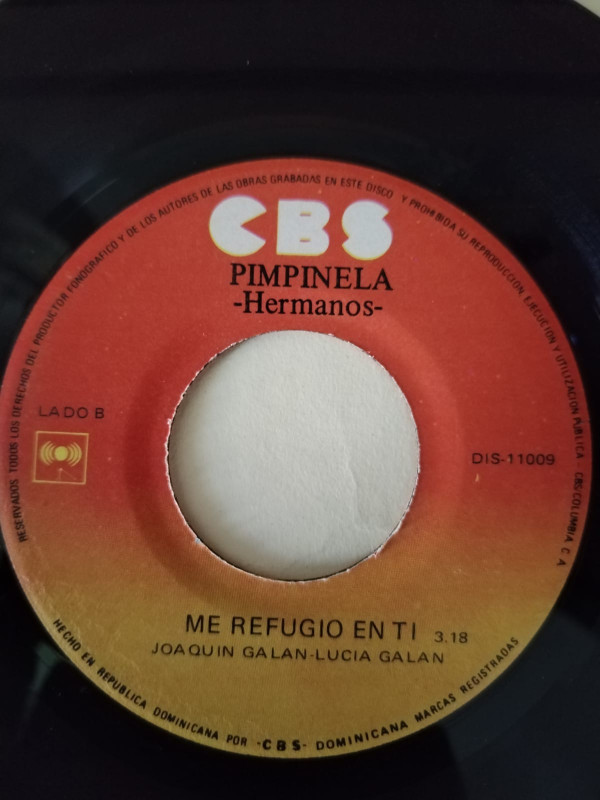 RESERVADOS TODOS LOS DERECHOS DEL PRODUCTOR FONOGRAFICO Y DE LOS AUTORES DE LAS OBRAS GRABADAS EN ESTE DISCO Y PROHIBIDA SU REPRODUCCION EJECUCION Y UTILIZACION PUBLICA - CBS/COLUMBIA C. A.
CBS
PIMPINELA
-Hermanos-
LADO B
DIS-11009
ME REFUGIO EN TI 3.18
JOAQUIN GALAN-LUCIA GALAN
HECHO EN REPUBLICA DOMINICANA POR -CBS- DOMINICANA MARCAS REGISTRADAS